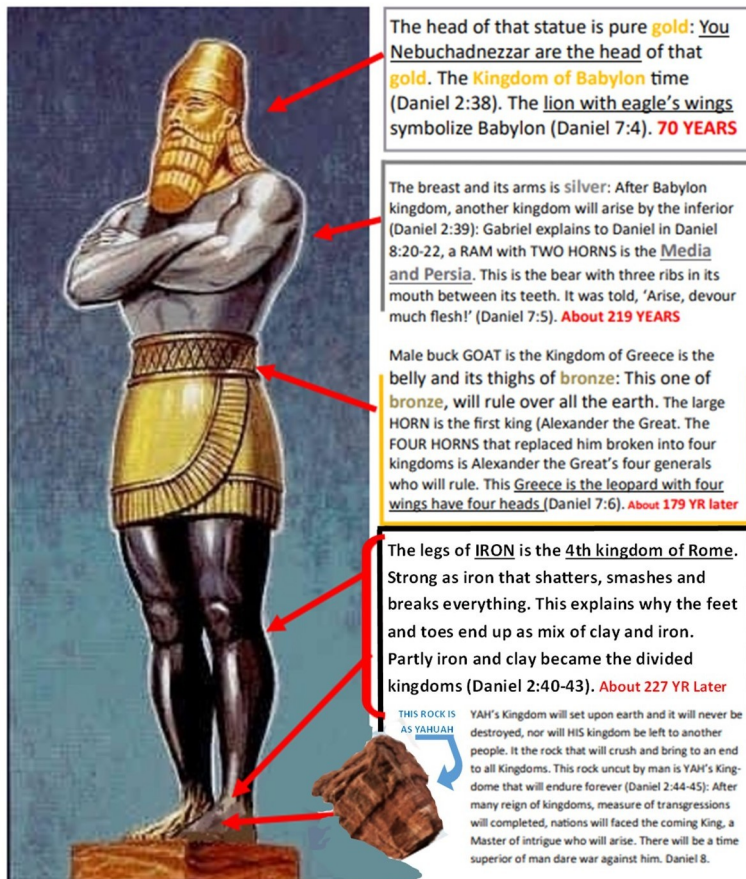 The head of that statue is pure gold: You
Nebuchadnezzar are the head of that
gold. The Kingdom of Babylon time
(Daniel 2:38). The lion with eagle’s wings
symbolize Babylon (Daniel 7:4). 70 YEARS
The breast and its arms is silver: After Babylon
kingdom, another kingdom will arise by the inferior
(Daniel 2:39): Gabriel explains to Daniel in Daniel
8:20-22, a RAM with TWO HORNS is the Media
and Persia. This is the bear with three ribs in its
mouth between its teeth. It was told, ‘Arise, devour
much flesh!’ (Daniel 7:5). About 219 YEARS
Male buck GOAT is the Kingdom of Greece is the
belly and its thighs of bronze: This one of
bronze, will rule over all the earth. The large
HORN is the first king (Alexander the Great. The
FOUR HORNS that replaced him broken into four
kingdoms is Alexander the Great’s four generals
who will rule. This Greece is the leopard with four
wings have four heads (Daniel 7:6). About 179 YR later
The legs of IRON is the 4th kingdom of Rome.
Strong as iron that shatters, smashes and
breaks everything. This explains why the feet
and toes end up as mix of clay and iron.
Partly iron and clay became the divided
kingdoms (Daniel 2:40-43). About 227 YR Later
THIS ROCK IS
AS YAHUAH
YAH’s Kingdom will set upon earth and it will never be
destroyed, nor will HIS kingdom be left to another
people. It the rock that will crush and bring to an end
to all Kingdoms. This rock uncut by man is YAH’s King-
dome that will endure forever (Daniel 2:44-45): After
many reign of kingdoms, measure of transgressions
will completed, nations will faced the coming King, a
Master of intrigue who will arise. There will be a time
superior of man dare war against him. Daniel 8.